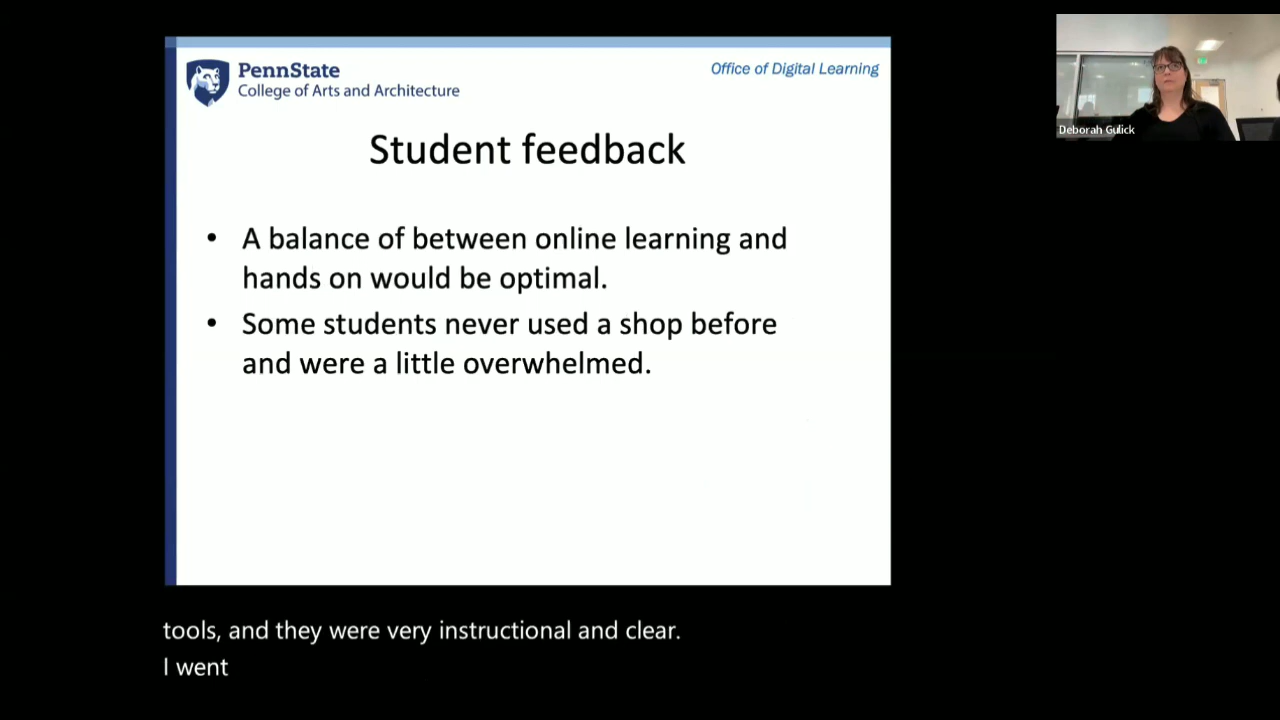 PennState
College of Arts and Architecture
Office of Digital Learning
Student feedback
• A balance of between online learning and
hands on would be optimal.
• Some students never used a shop before
and were a little overwhelmed.
Deborah Gulick
tools, and they were very instructional and clear.
I went